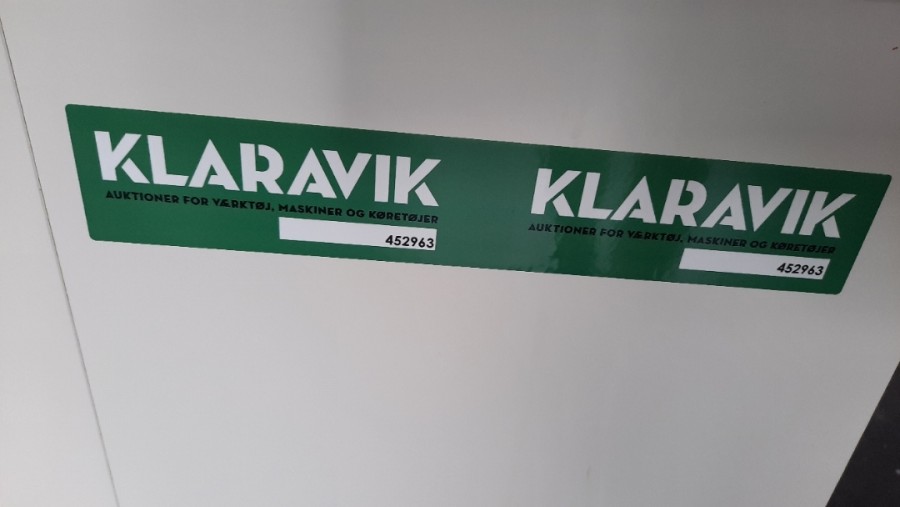 KLARAVIK
AUKTIONER FOR VÆRKTØJ, MASKINER OG KØRETØJER
452963
KLARAVIK
AUKTIONER FOR VÆRKTØJ, MASKINER OG KØRETØJER
452963